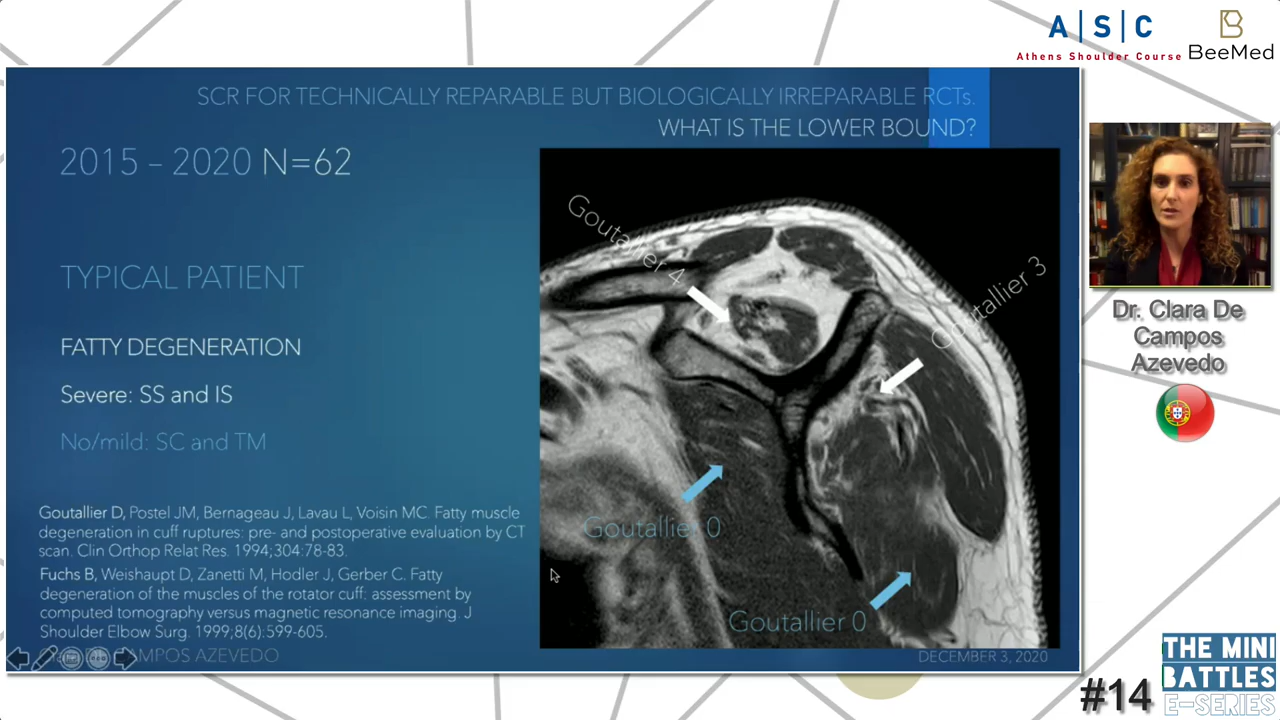 A|S|C
Athens Shoulder Course
BeeMed
SCR FOR TECHNICALLY REPARABLE BUT BIOLOGICALLY IRREPARABLE RCTs.
WHAT IS THE LOWER BOUND?
2015 – 2020 N=62
TYPICAL PATIENT
FATTY DEGENERATION
Severe: SS and IS
No/mild: SC and TM
Goutallier D, Postel JM, Bernageau J, Lavau L, Voisin MC. Fatty muscle
degeneration in cuff ruptures: pre- and postoperative evaluation by CT
scan. Clin Orthop Relat Res. 1994;304:78-83.
Fuchs B, Weishaupt D, Zanetti M, Hodler J, Gerber C. Fatty
degeneration of the muscles of the rotator cuff: assessment by
computed tomography versus magnetic resonance imaging. J
Shoulder Elbow Surg. 1999;8(6):599-605.
CAMPOS AZEVEDO
Goutallier 4
Goutallier 3
Goutallier 0
Goutallier 0
DECEMBER 3, 2020
Dr. Clara De
Campos
Azevedo
#14
THE MINI
BATTLES
E-SERIES